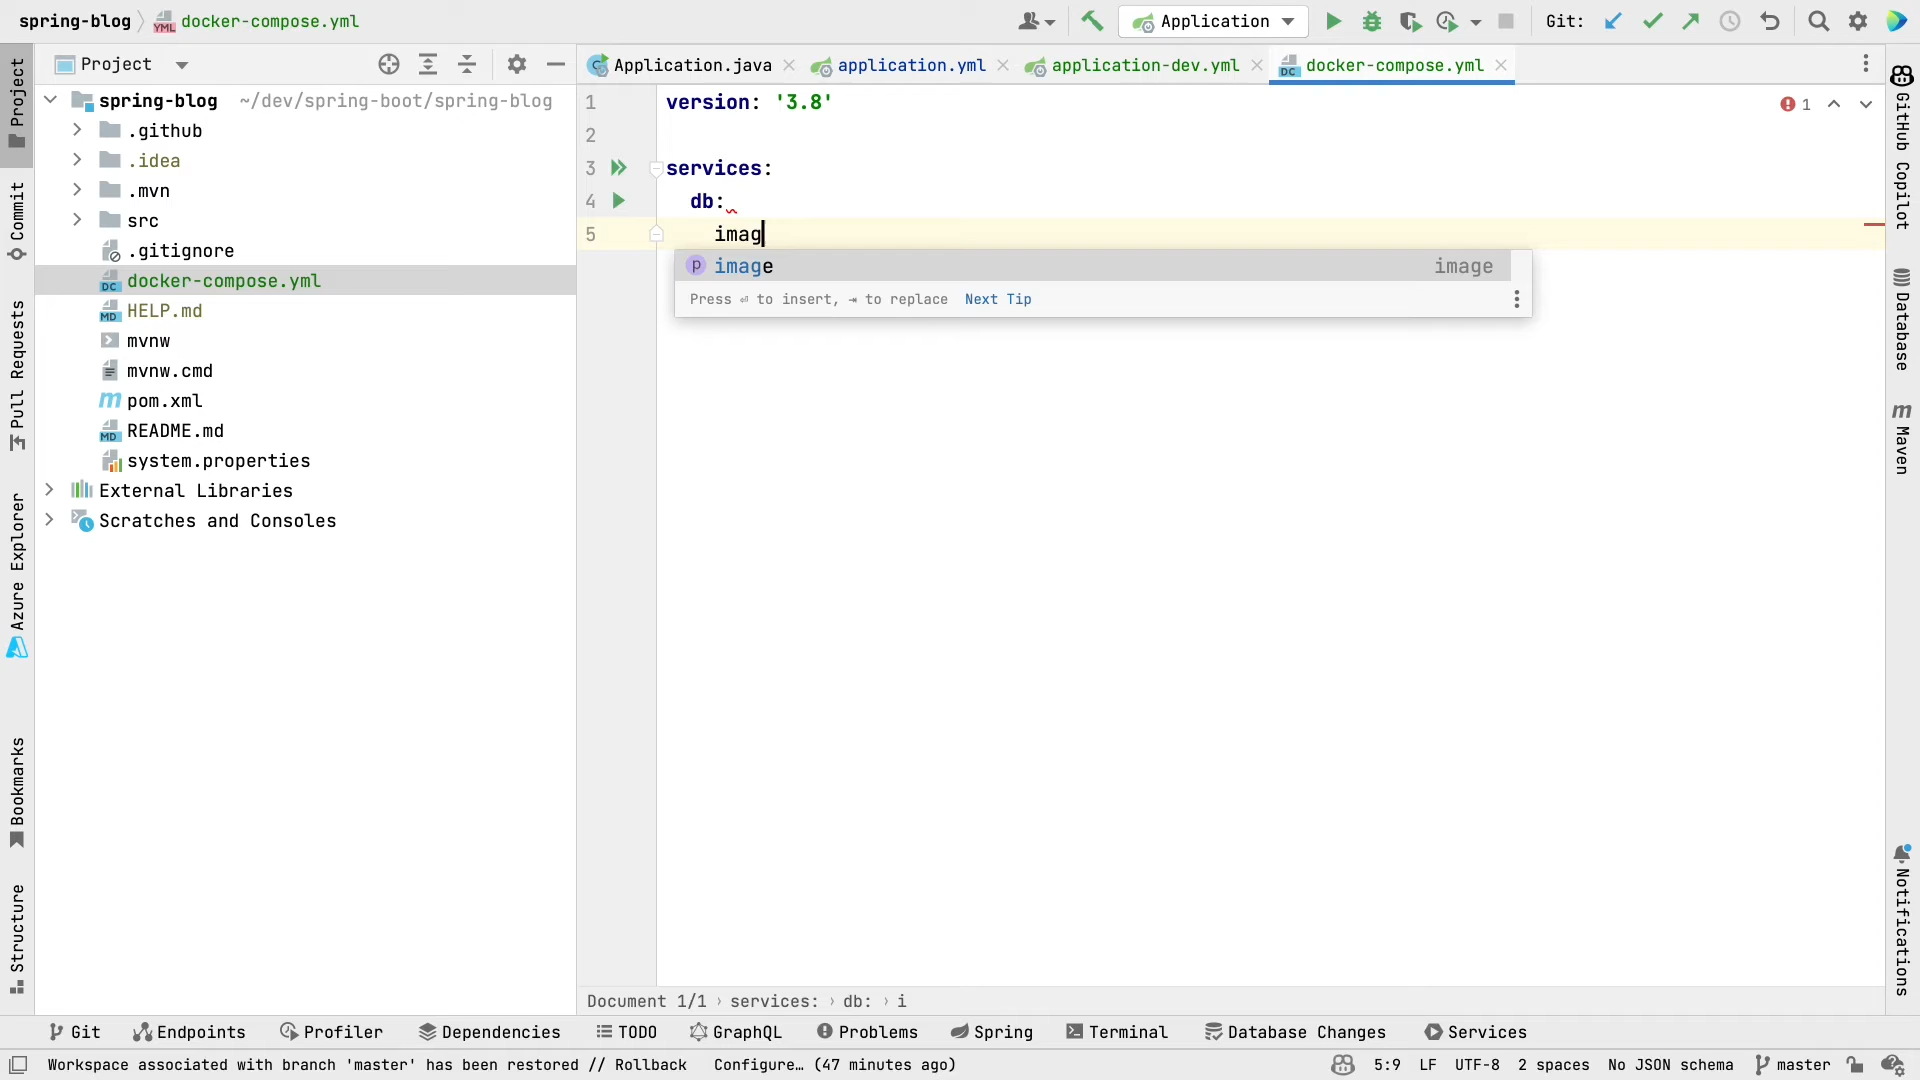 spring-blog docker-compose.yml
Application Git:
Project
Application.java application.yml application-dev.yml docker-compose.yml
spring-blog ~/dev/spring-boot/spring-blog
.github
.idea
.mvn
src
.gitignore
docker-compose.yml
HELP.md
mvnw
mvnw.cmd
pom.xml
README.md
system.properties
External Libraries
Scratches and Consoles
1 version: '3.8'
2
3 services:
4 db:
5 imag
1
image image
Press ⏎ to insert, ⇥ to replace Next Tip
Project
Commit
Pull Requests
Azure Explorer
Bookmarks
Structure
GitHub Copilot
Database
Maven
Notifications
Document 1/1 › services: › db: › i
Git Endpoints Profiler Dependencies TODO GraphQL Problems Spring Terminal Database Changes Services
Workspace associated with branch 'master' has been restored // Rollback Configure… (47 minutes ago) 5:9 LF UTF-8 2 spaces No JSON schema master